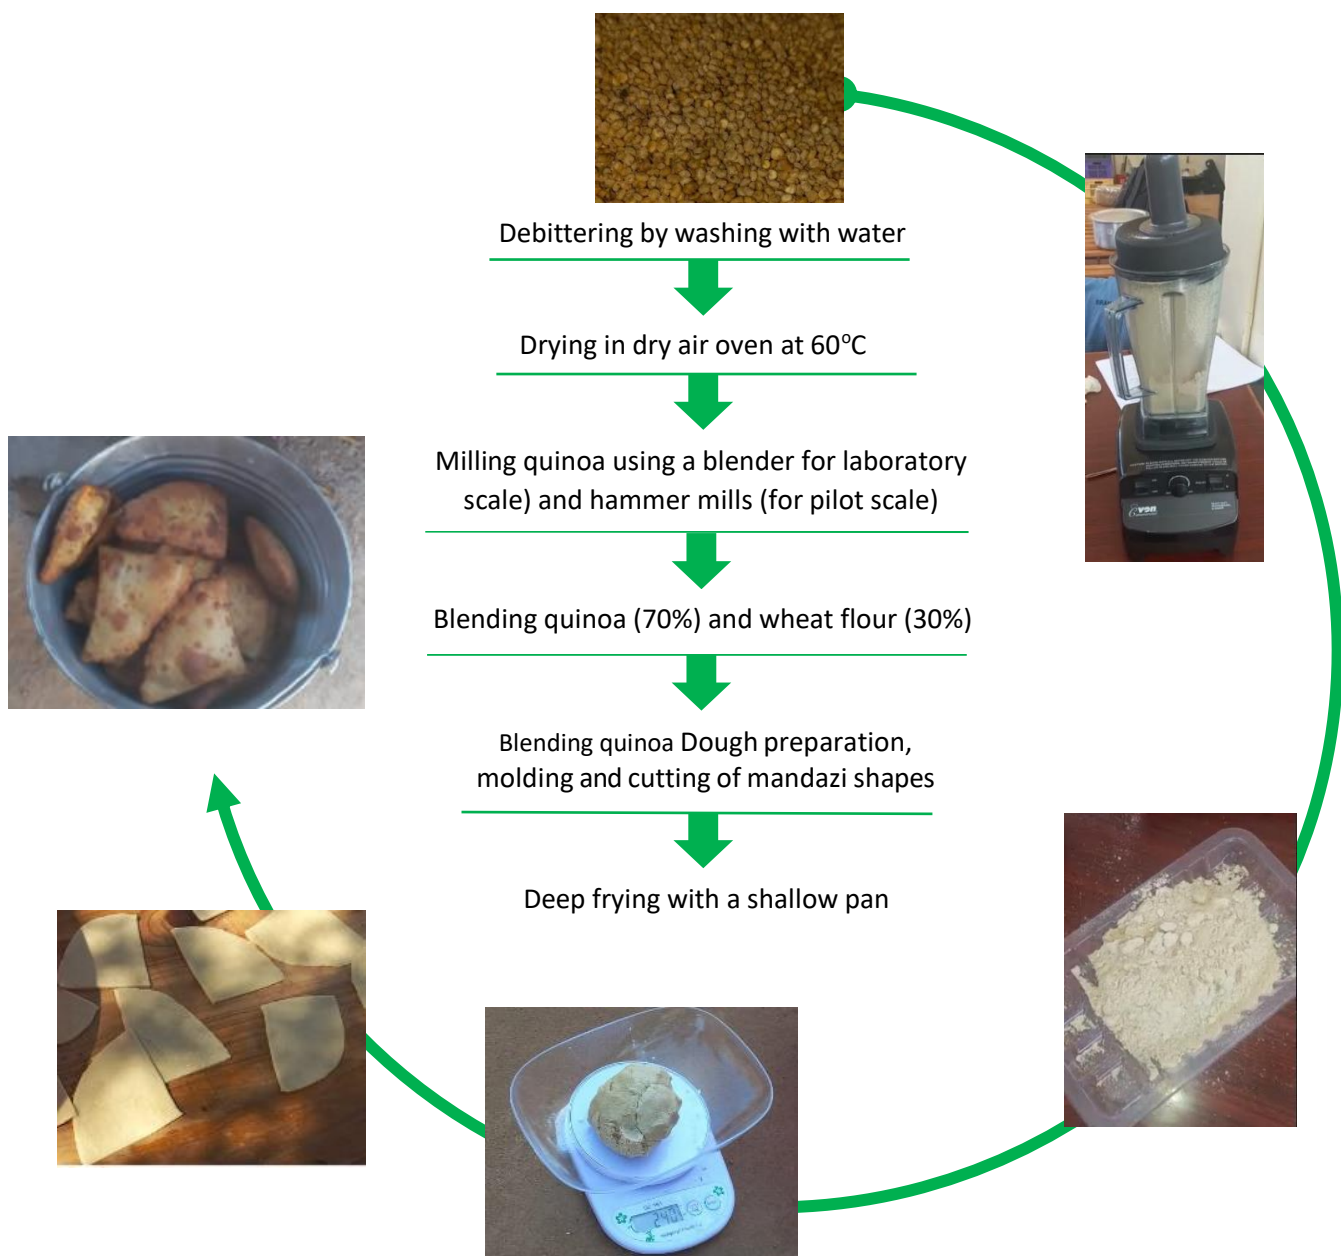 Debittering by washing with water
Drying in dry air oven at 60°C
Milling quinoa using a blender for laboratory
scale) and hammer mills (for pilot scale)
Blending quinoa (70%) and wheat flour (30%)
Blending quinoa Dough preparation,
molding and cutting of mandazi shapes
Deep frying with a shallow pan
240